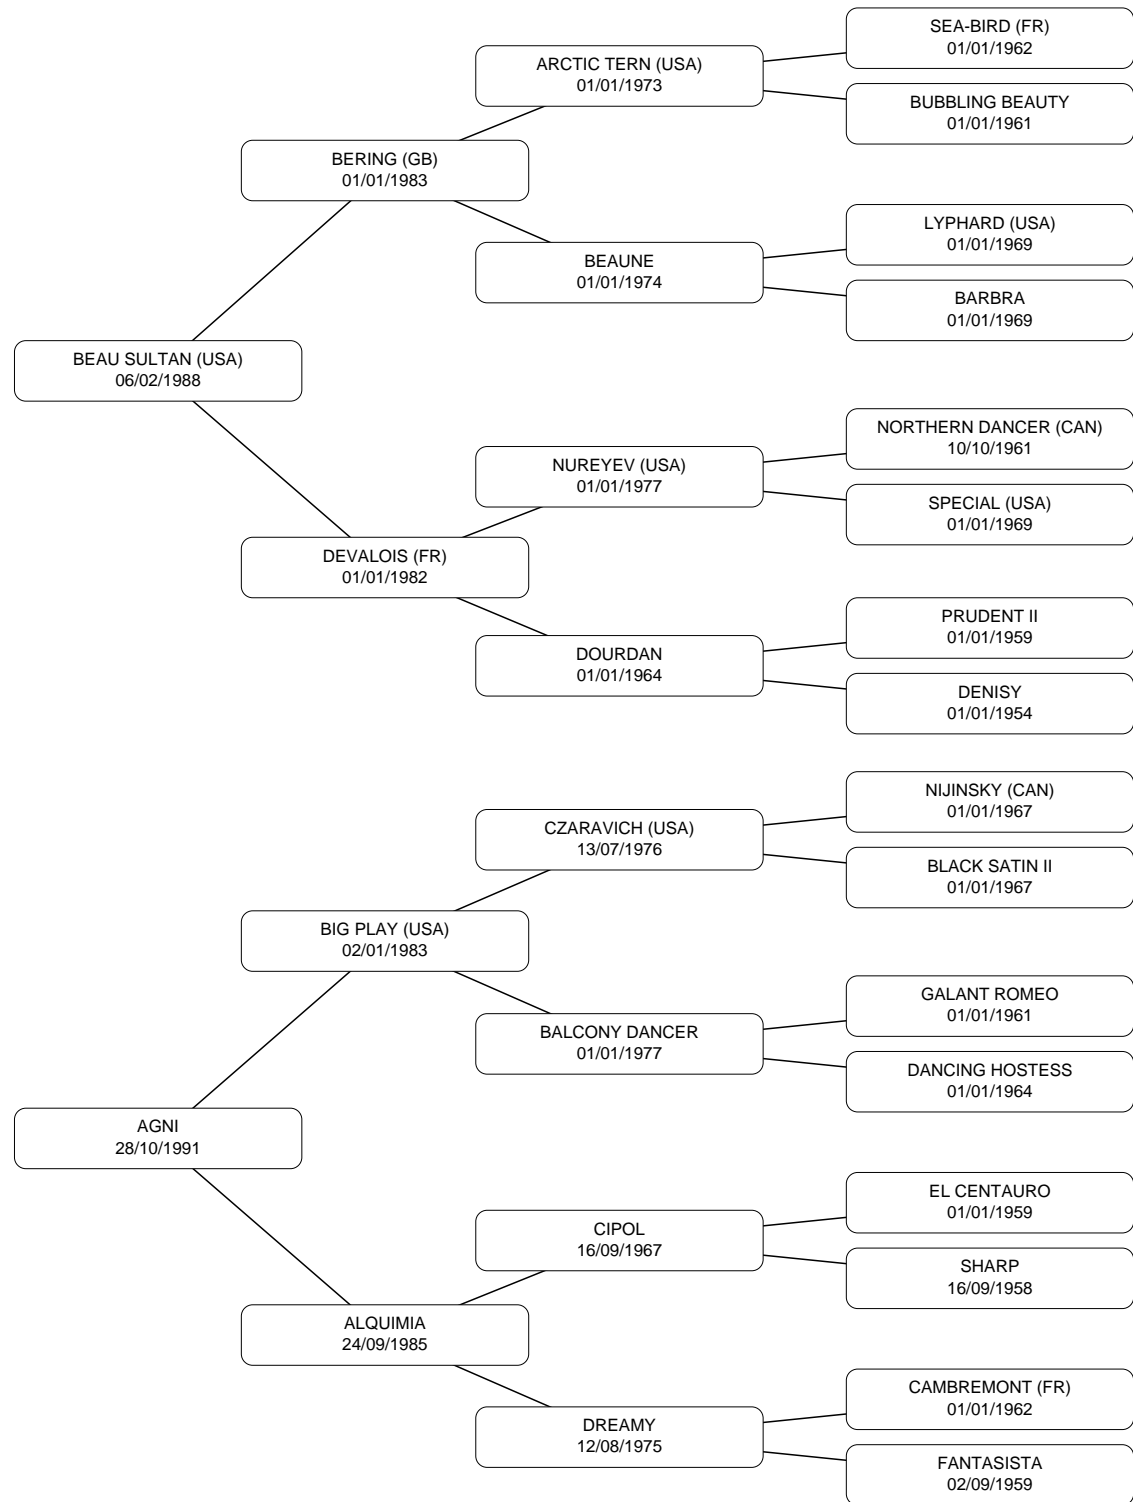 SEA-BIRD (FR)
01/01/1962
ARCTIC TERN (USA)
01/01/1973
BUBBLING BEAUTY
01/01/1961
BERING (GB)
01/01/1983
LYPHARD (USA)
01/01/1969
BEAUNE
01/01/1974
BARBRA
01/01/1969
BEAU SULTAN (USA)
06/02/1988
NORTHERN DANCER (CAN)
10/10/1961
NUREYEV (USA)
01/01/1977
SPECIAL (USA)
01/01/1969
DEVALOIS (FR)
01/01/1982
PRUDENT II
01/01/1959
DOURDAN
01/01/1964
DENISY
01/01/1954
NIJINSKY (CAN)
01/01/1967
CZARAVICH (USA)
13/07/1976
BLACK SATIN II
01/01/1967
BIG PLAY (USA)
02/01/1983
GALANT ROMEO
01/01/1961
BALCONY DANCER
01/01/1977
DANCING HOSTESS
01/01/1964
AGNI
28/10/1991
EL CENTAURO
01/01/1959
CIPOL
16/09/1967
SHARP
16/09/1958
ALQUIMIA
24/09/1985
CAMBREMONT (FR)
01/01/1962
DREAMY
12/08/1975
FANTASISTA
02/09/1959